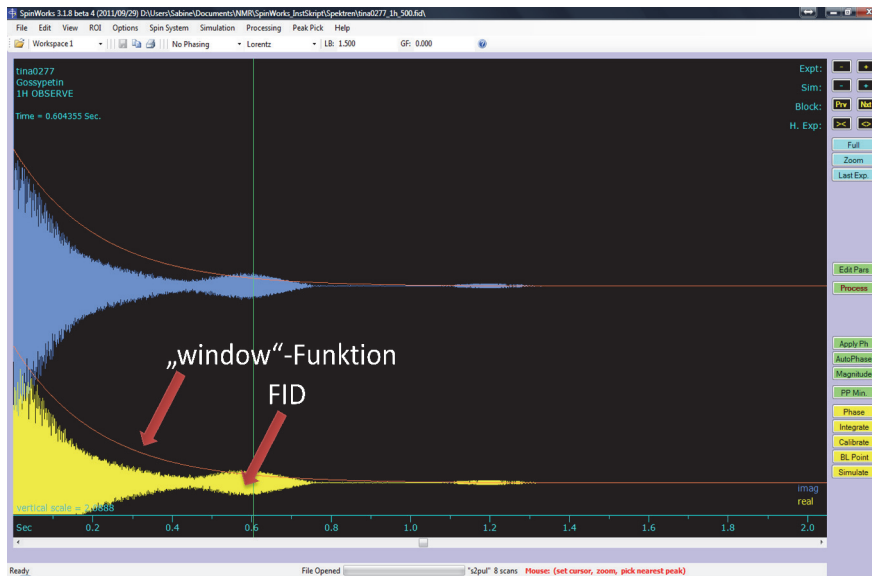 SpinWorks 3.1.8 beta 4 (2011/09/29) D:\Users\Sabine\Documents\NMR\SpinWorks_InstSkript\Spektren\tina0277_1h_500.fid\
File Edit View ROI Options Spin System Simulation Processing Peak Pick Help
Workspace1 No Phasing Lorentz LB: 1.500 GF: 0.000
tina0277
Gossypetin
1H OBSERVE
Time = 0.604355 Sec.
Expt: - +
Sim: - +
Block: Prv Nxt
H. Exp: >< <>
Full
Zoom
Last Exp.
Edit Pars
Process
Apply Ph
AutoPhase
Magnitude
PP Min.
Phase
Integrate
Calibrate
BL Point
Simulate
„window“-Funktion
FID
imag
real
vertical scale =
Sec 0.2 0.4 0.6 0.8 1.0 1.2 1.4 1.6 1.8 2.0
Ready File Opened "s2pul" 8 scans Mouse: (set cursor, zoom, pick nearest peak)